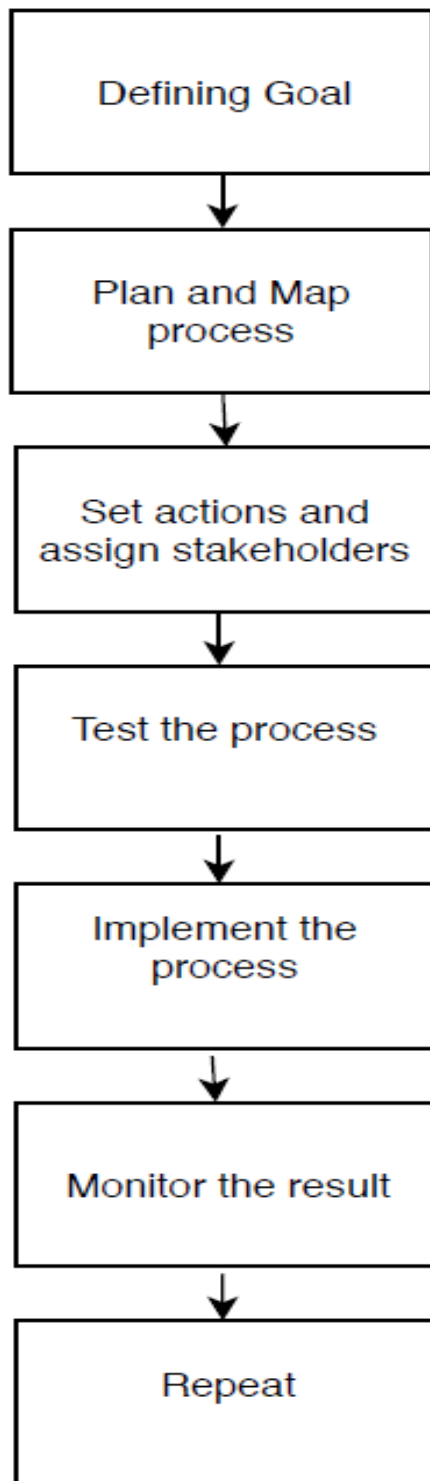 Defining Goal
Plan and Map
process
Set actions and
assign stakeholders
Test the process
Implement the
process
Monitor the result
Repeat